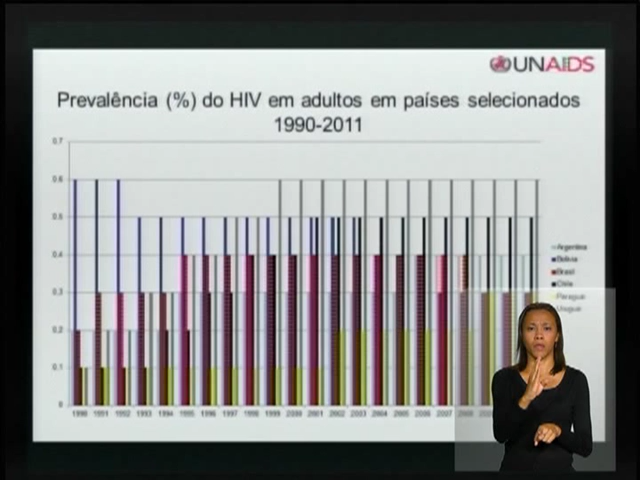 UNAIDS
Prevalência (%) do HIV em adultos em países selecionados
1990-2011
0.7
0.6
0.5
0.4
0.3
0.2
0.1
0
Argentina
Bolivia
Brasil
Chile
Paraguai
Uruguai
1990 1991 1992 1993 1994 1995 1996 1997 1998 1999 2000 2001 2002 2003 2004 2005 2006 2007 2008